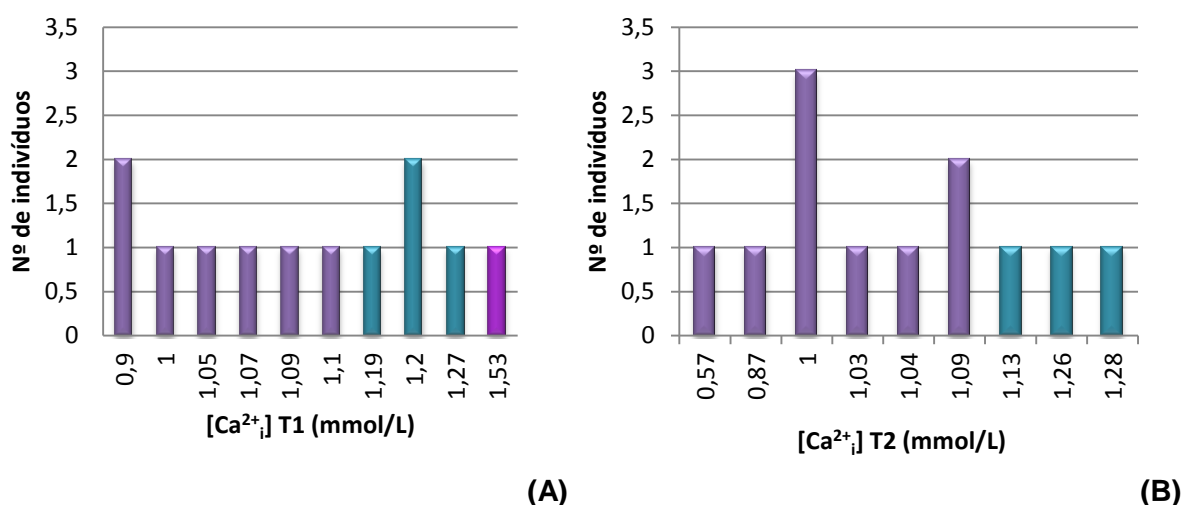 3,5
3
2,5
2
1,5
1
0,5
0
Nº de indivíduos
0,9 1 1,05 1,07 1,09 1,1 1,19 1,2 1,27 1,53
[Ca²⁺ᵢ] T1 (mmol/L)
(A)
3,5
3
2,5
2
1,5
1
0,5
0
Nº de indivíduos
0,57 0,87 1 1,03 1,04 1,09 1,13 1,26 1,28
[Ca²⁺ᵢ] T2 (mmol/L)
(B)